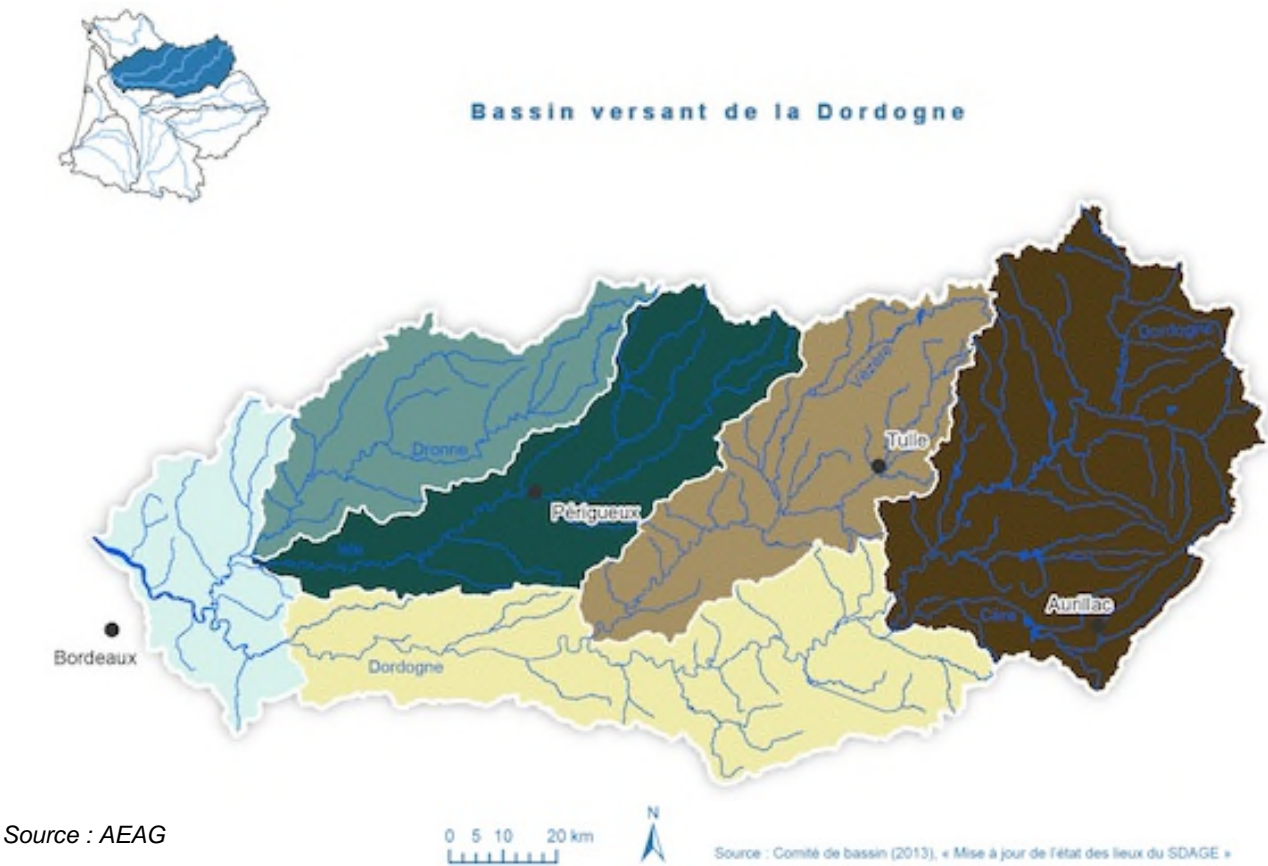 Bassin versant de la Dordogne
Dordogne
Vézère
Tulle
Dronne
Périgueux
Isle
Aurillac
Cère
Bordeaux
Dordogne
Source : AEAG
0 5 10 20 km
N
Source : Comité de bassin (2013), « Mise à jour de l'état des lieux du SDAGE »